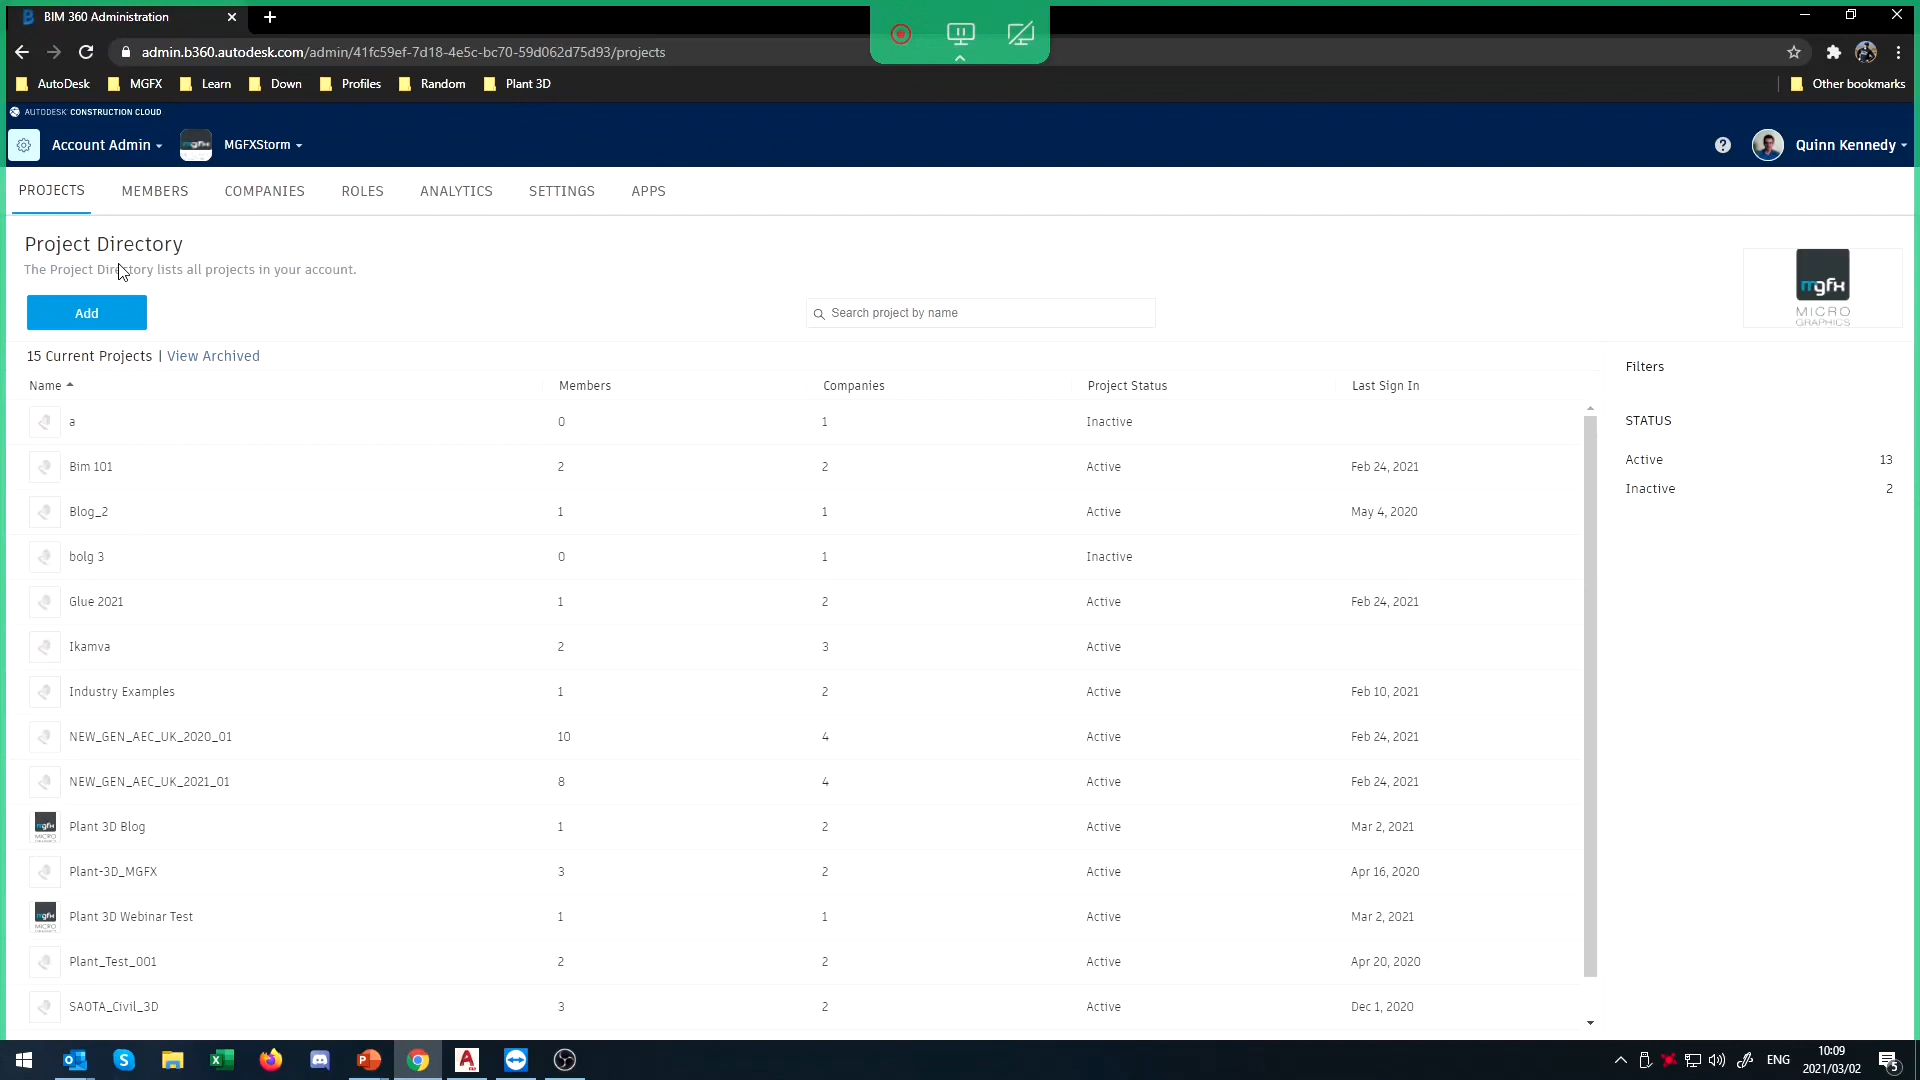 BIM 360 Administration
admin.b360.autodesk.com/admin/41fc59ef-7d18-4e5c-bc70-59d062d75d93/projects
AutoDesk MGFX Learn Down Profiles Random Plant 3D Other bookmarks
AUTODESK CONSTRUCTION CLOUD
Account Admin mgfx MGFXStorm Quinn Kennedy
PROJECTS MEMBERS COMPANIES ROLES ANALYTICS SETTINGS APPS
Project Directory
The Project Directory lists all projects in your account.
mgfx
MICRO
GRAPHICS
Add
Search project by name
15 Current Projects | View Archived
Filters
Name Members Companies Project Status Last Sign In
a 0 1 Inactive
STATUS
Bim 101 2 2 Active Feb 24, 2021
Active 13
Inactive 2
Blog_2 1 1 Active May 4, 2020
bolg 3 0 1 Inactive
Glue 2021 1 2 Active Feb 24, 2021
Ikamva 2 3 Active
Industry Examples 1 2 Active Feb 10, 2021
NEW_GEN_AEC_UK_2020_01 10 4 Active Feb 24, 2021
NEW_GEN_AEC_UK_2021_01 8 4 Active Feb 24, 2021
mgfx MICRO Plant 3D Blog 1 2 Active Mar 2, 2021
Plant-3D_MGFX 3 2 Active Apr 16, 2020
mgfx MICRO Plant 3D Webinar Test 1 1 Active Mar 2, 2021
Plant_Test_001 2 2 Active Apr 20, 2020
SAOTA_Civil_3D 3 2 Active Dec 1, 2020
ENG
10:09
2021/03/02
5